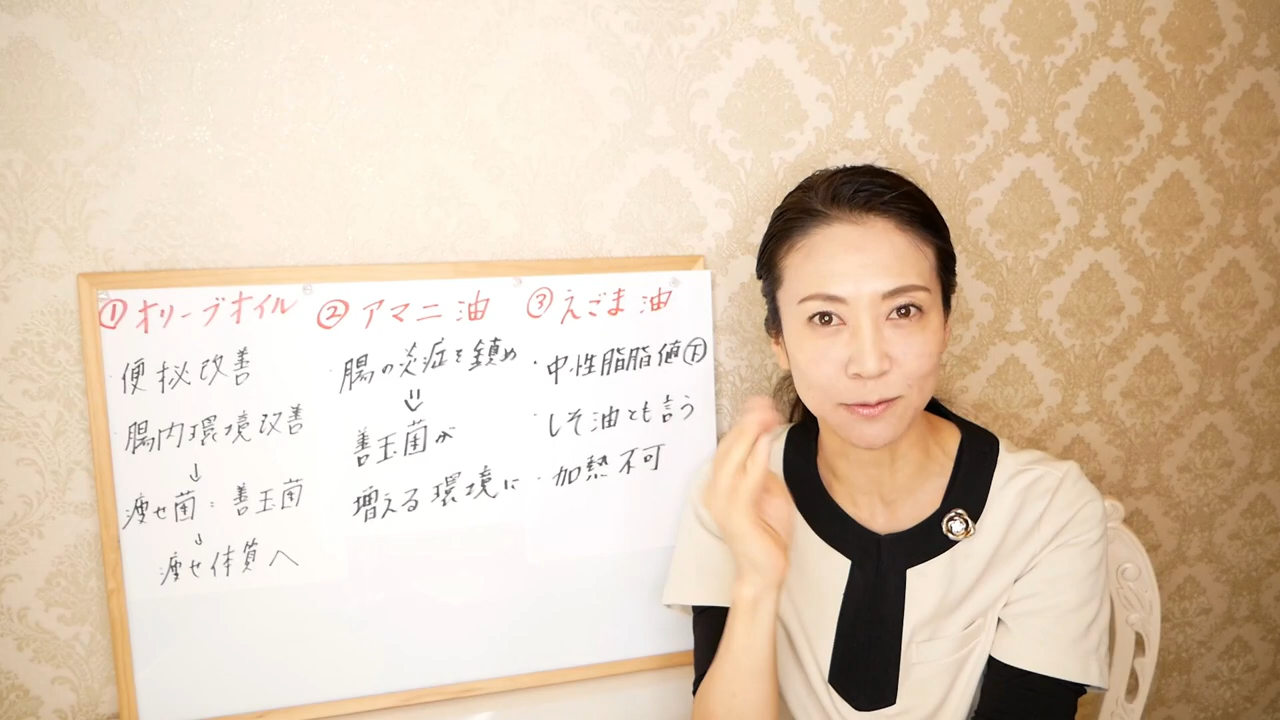 ①オリーブオイル
・便秘改善
・腸内環境改善
↓
痩せ菌：善玉菌
↓
痩せ体質へ
②アマニ油
・腸の炎症を鎮め
⇓
善玉菌が
増える環境に
③えごま油
・中性脂脂値㊦
・しそ油とも言う
・加熱不可